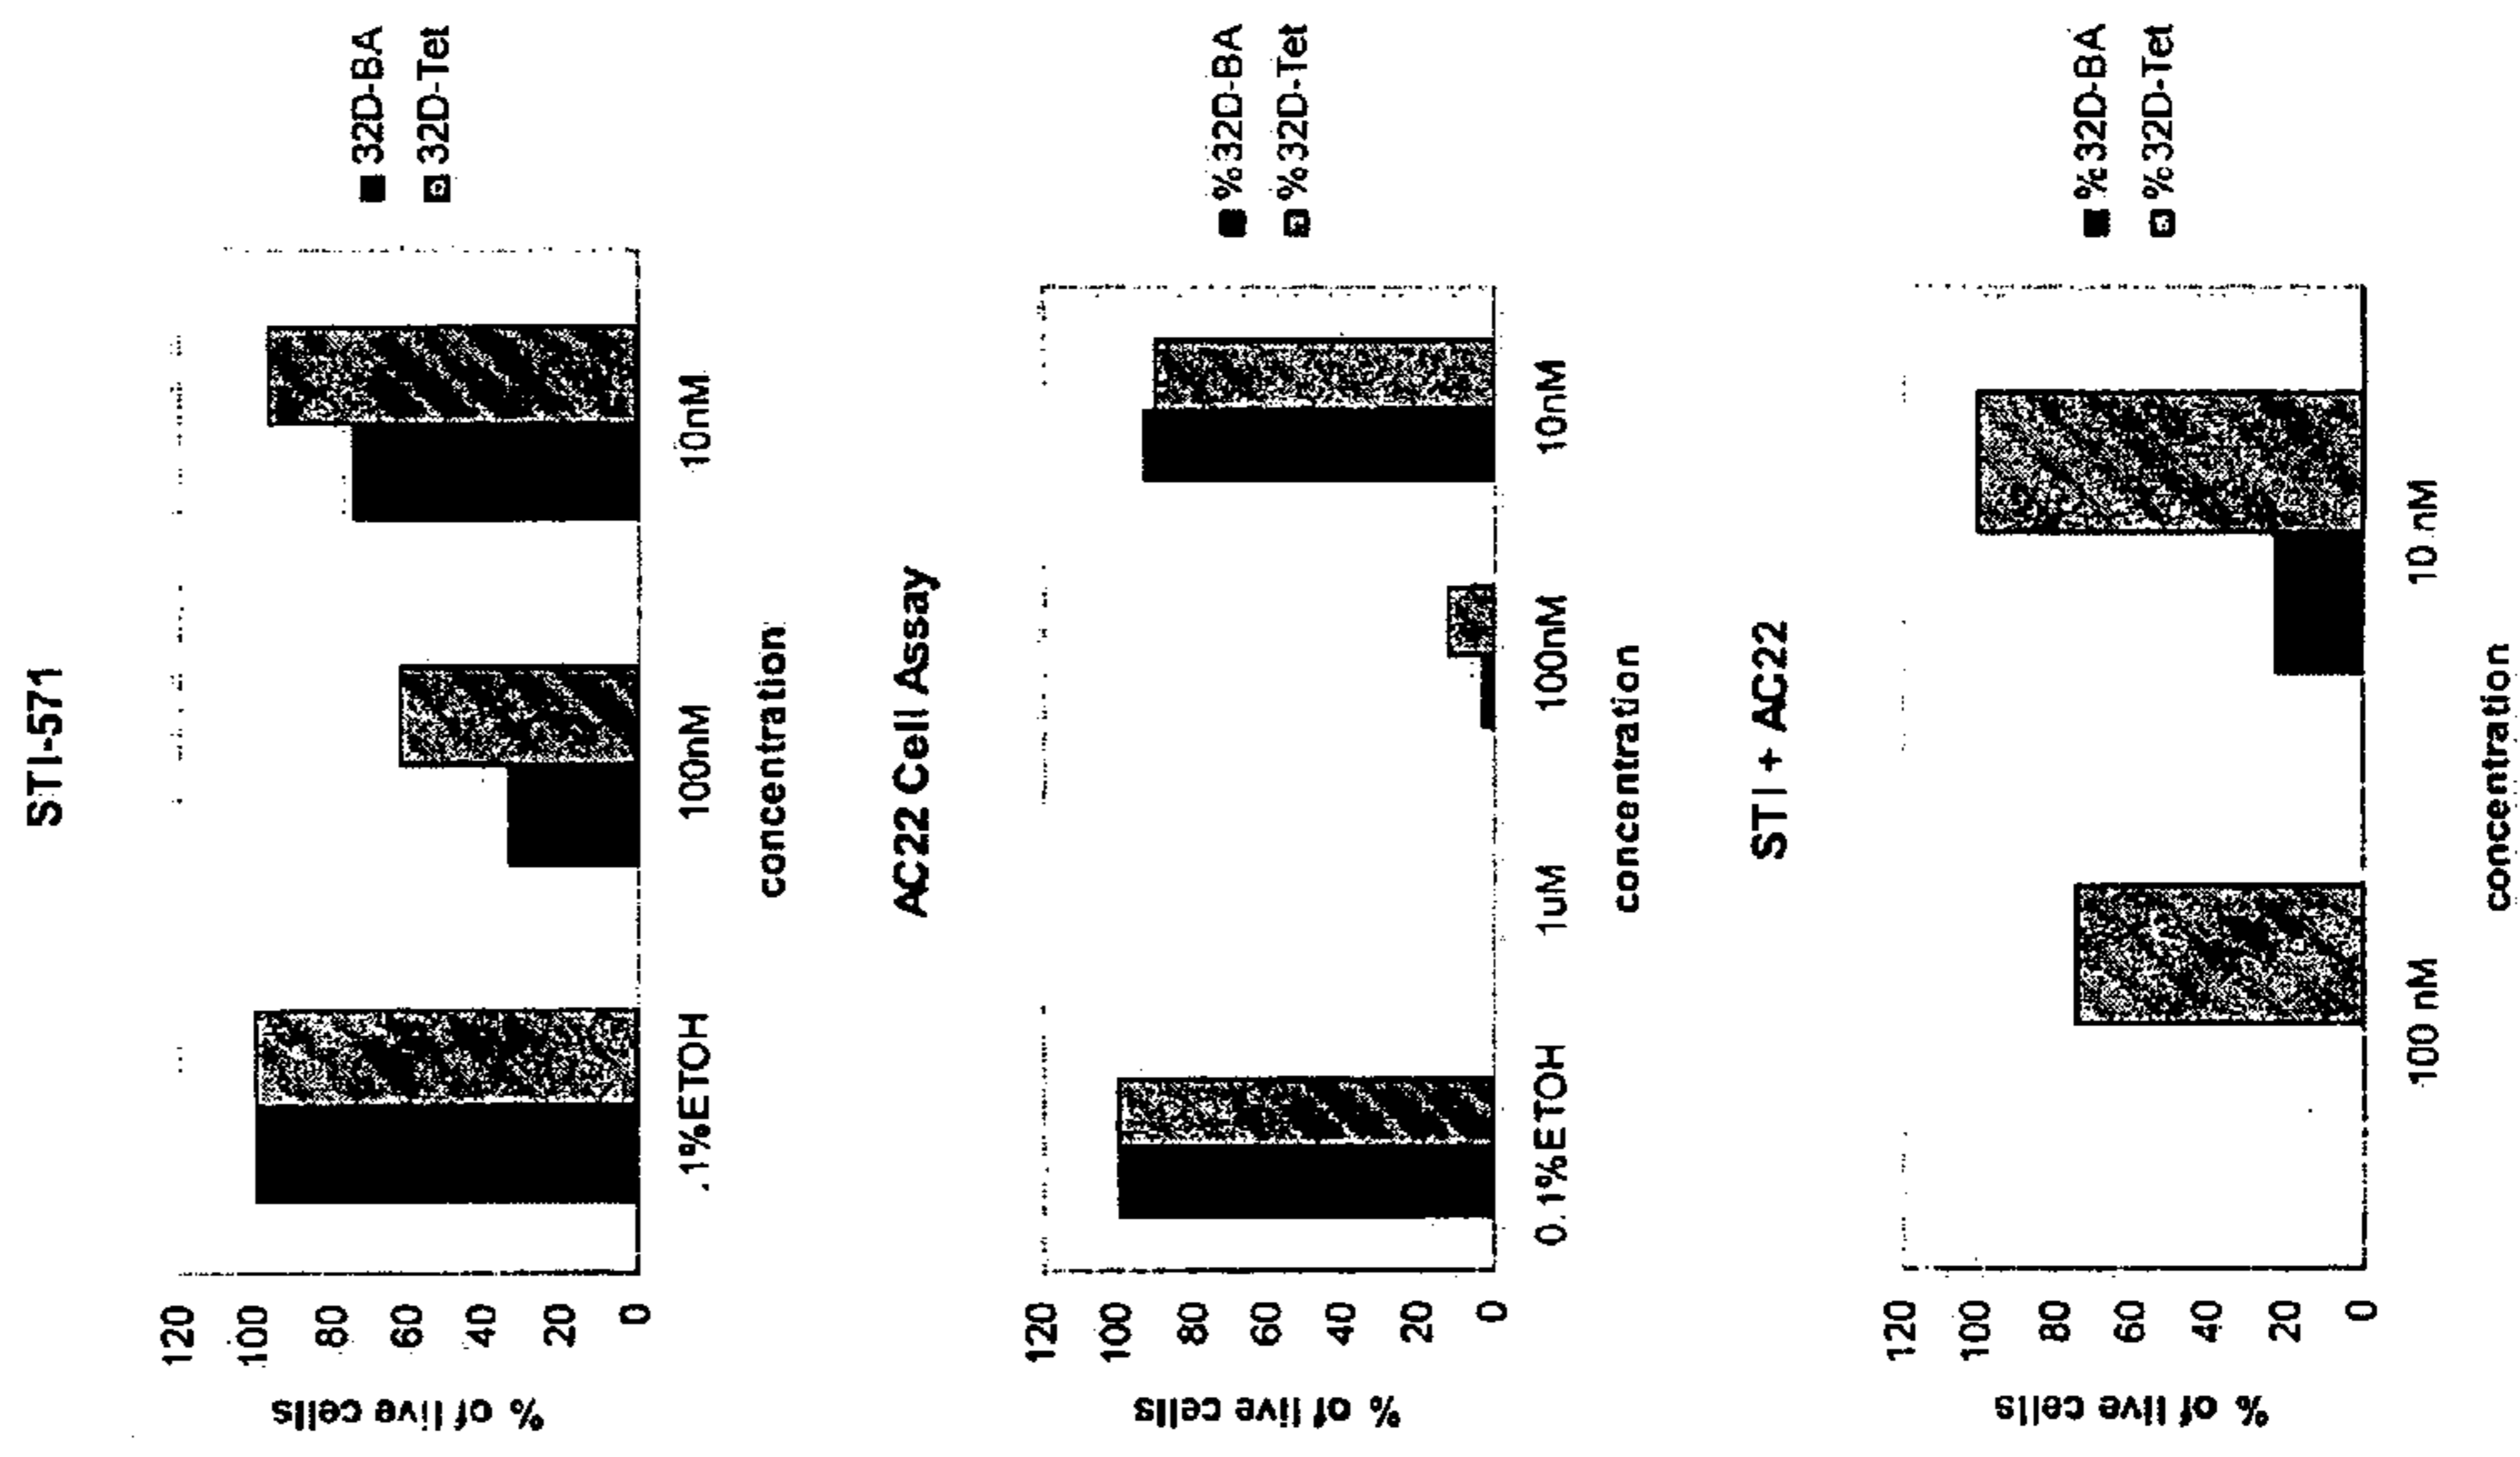 STI-571
% of live cells
120
100
80
60
40
20
0
.1%ETOH
100nM
10nM
concentration
32D-BA
32D-Tet
AC22 Cell Assay
% of live cells
120
100
80
60
40
20
0
0.1%ETOH
1uM
100nM
10nM
concentration
%32D-BA
%32D-Tet
STI + AC22
% of live cells
120
100
80
60
40
20
0
100 nM
10 nM
concentration
%32D-BA
%32D-Tet